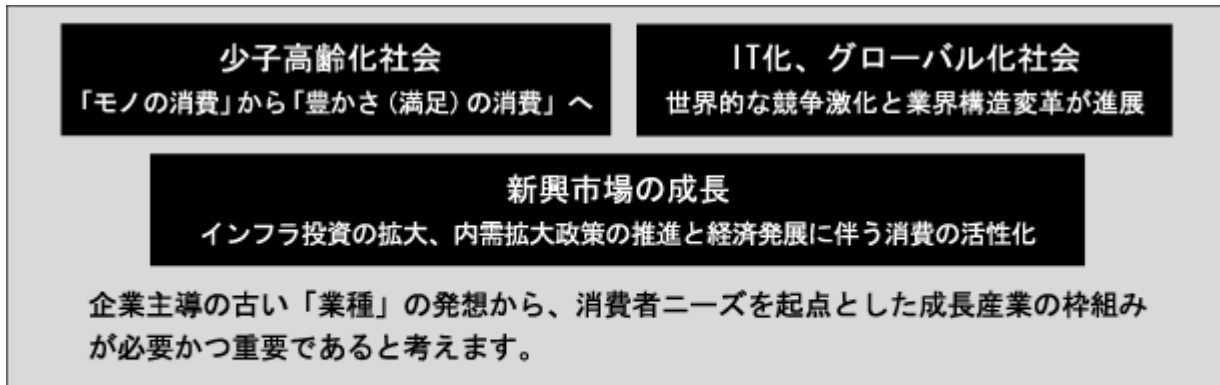 少子高齢化社会
「モノの消費」から「豊かさ(満足)の消費」へ
IT化、グローバル化社会
世界的な競争激化と業界構造変革が進展
新興市場の成長
インフラ投資の拡大、内需拡大政策の推進と経済発展に伴う消費の活性化
企業主導の古い「業種」の発想から、消費者ニーズを起点とした成長産業の枠組み
が必要かつ重要であると考えます。